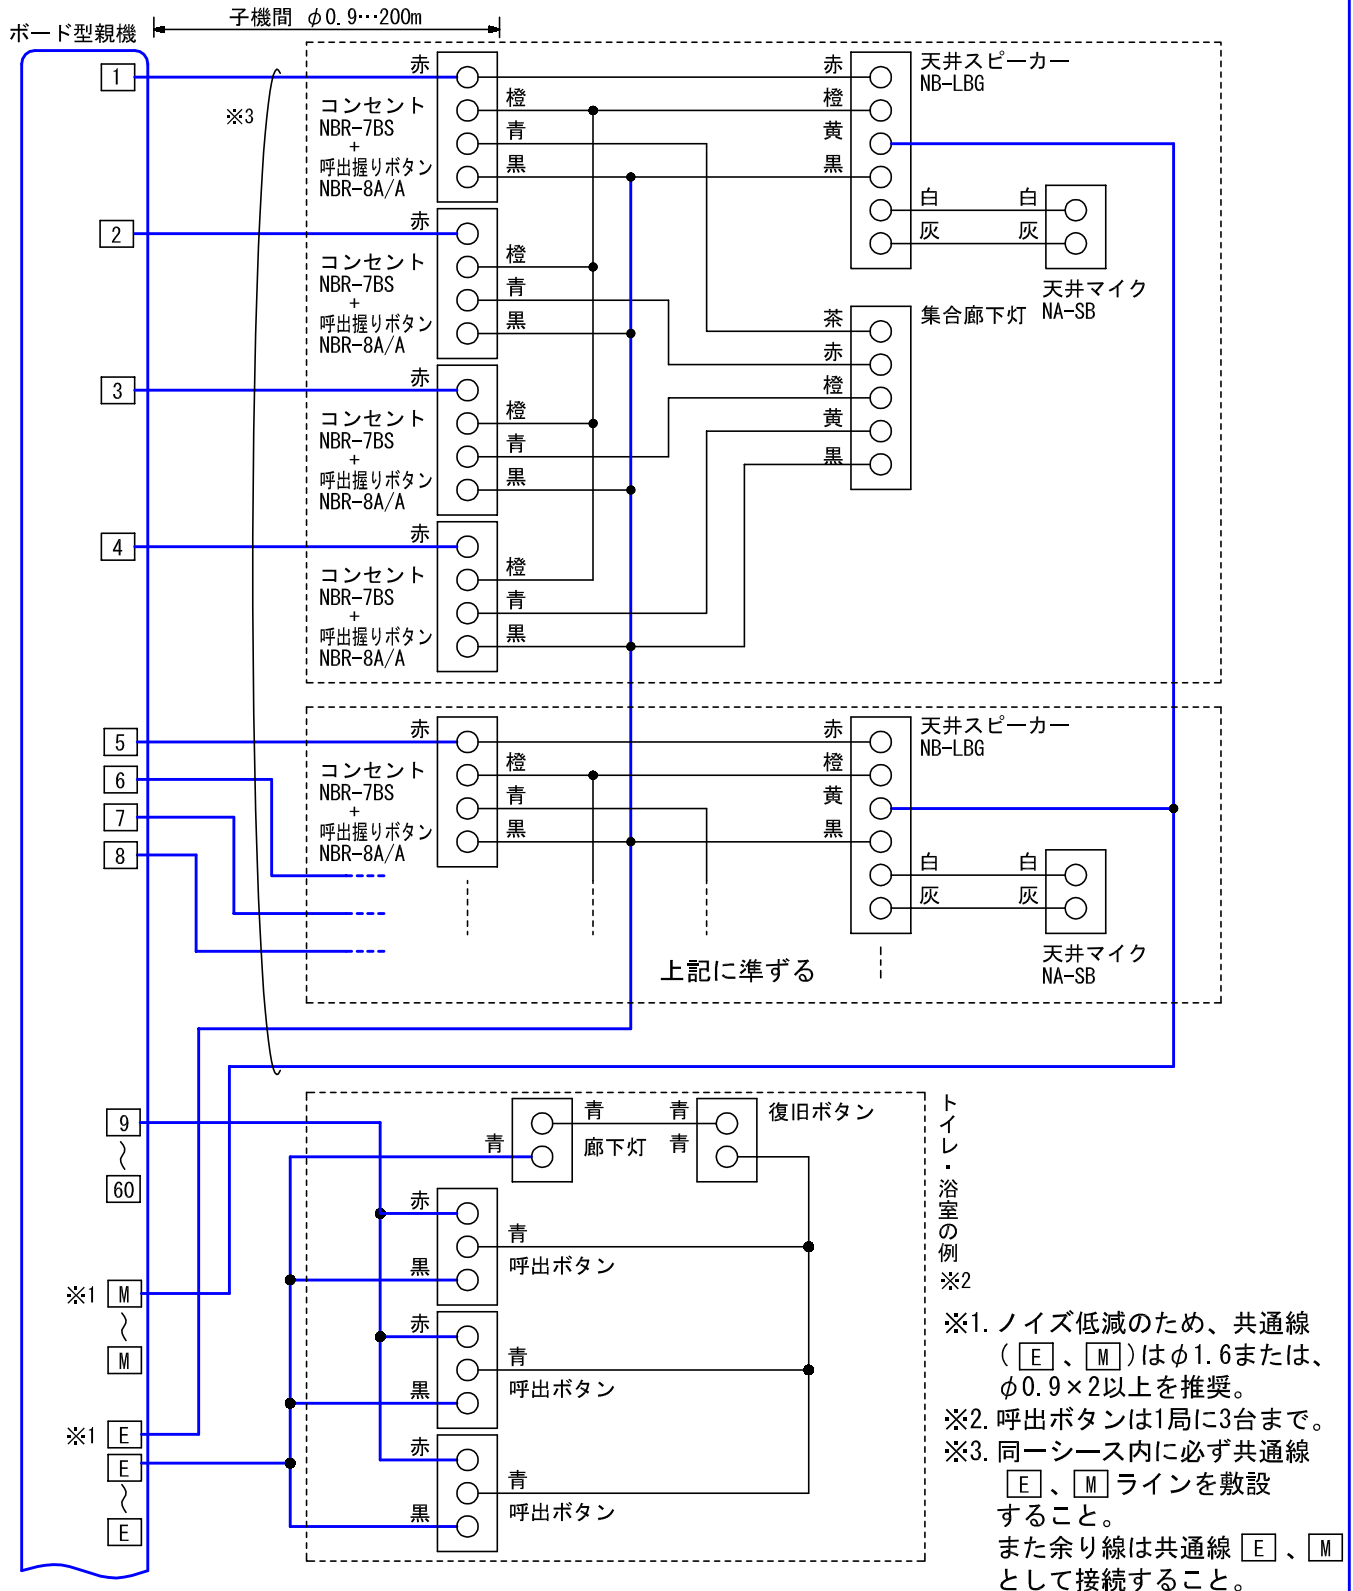 子機間 φ0.9…200m
ボード型親機
1
※3
赤
コンセント
NBR-7BS
+
呼出握りボタン
NBR-8A/A
橙
青
黒
赤
橙
黄
黒
天井スピーカー
NB-LBG
白 白
灰 灰
天井マイク
NA-SB
2
赤
コンセント
NBR-7BS
+
呼出握りボタン
NBR-8A/A
橙
青
黒
茶
赤
橙
黄
黒
集合廊下灯
3
赤
コンセント
NBR-7BS
+
呼出握りボタン
NBR-8A/A
橙
青
黒
4
赤
コンセント
NBR-7BS
+
呼出握りボタン
NBR-8A/A
橙
青
黒
5
6
7
8
赤
コンセント
NBR-7BS
+
呼出握りボタン
NBR-8A/A
橙
青
黒
赤
橙
黄
黒
天井スピーカー
NB-LBG
白 白
灰 灰
天井マイク
NA-SB
上記に準ずる
9
〜
60
青 青
復旧ボタン
青
廊下灯
青
トイレ・浴室の例
※2
赤
青
黒
呼出ボタン
赤
青
黒
呼出ボタン
赤
青
黒
呼出ボタン
※1 M
〜
M
※1 E
E
〜
E
※1. ノイズ低減のため、共通線
( E 、 M )はφ1.6または、
φ0.9×2以上を推奨。
※2. 呼出ボタンは1局に3台まで。
※3. 同一シース内に必ず共通線
E 、 M ラインを敷設
すること。
また余り線は共通線 E 、 M
として接続すること。